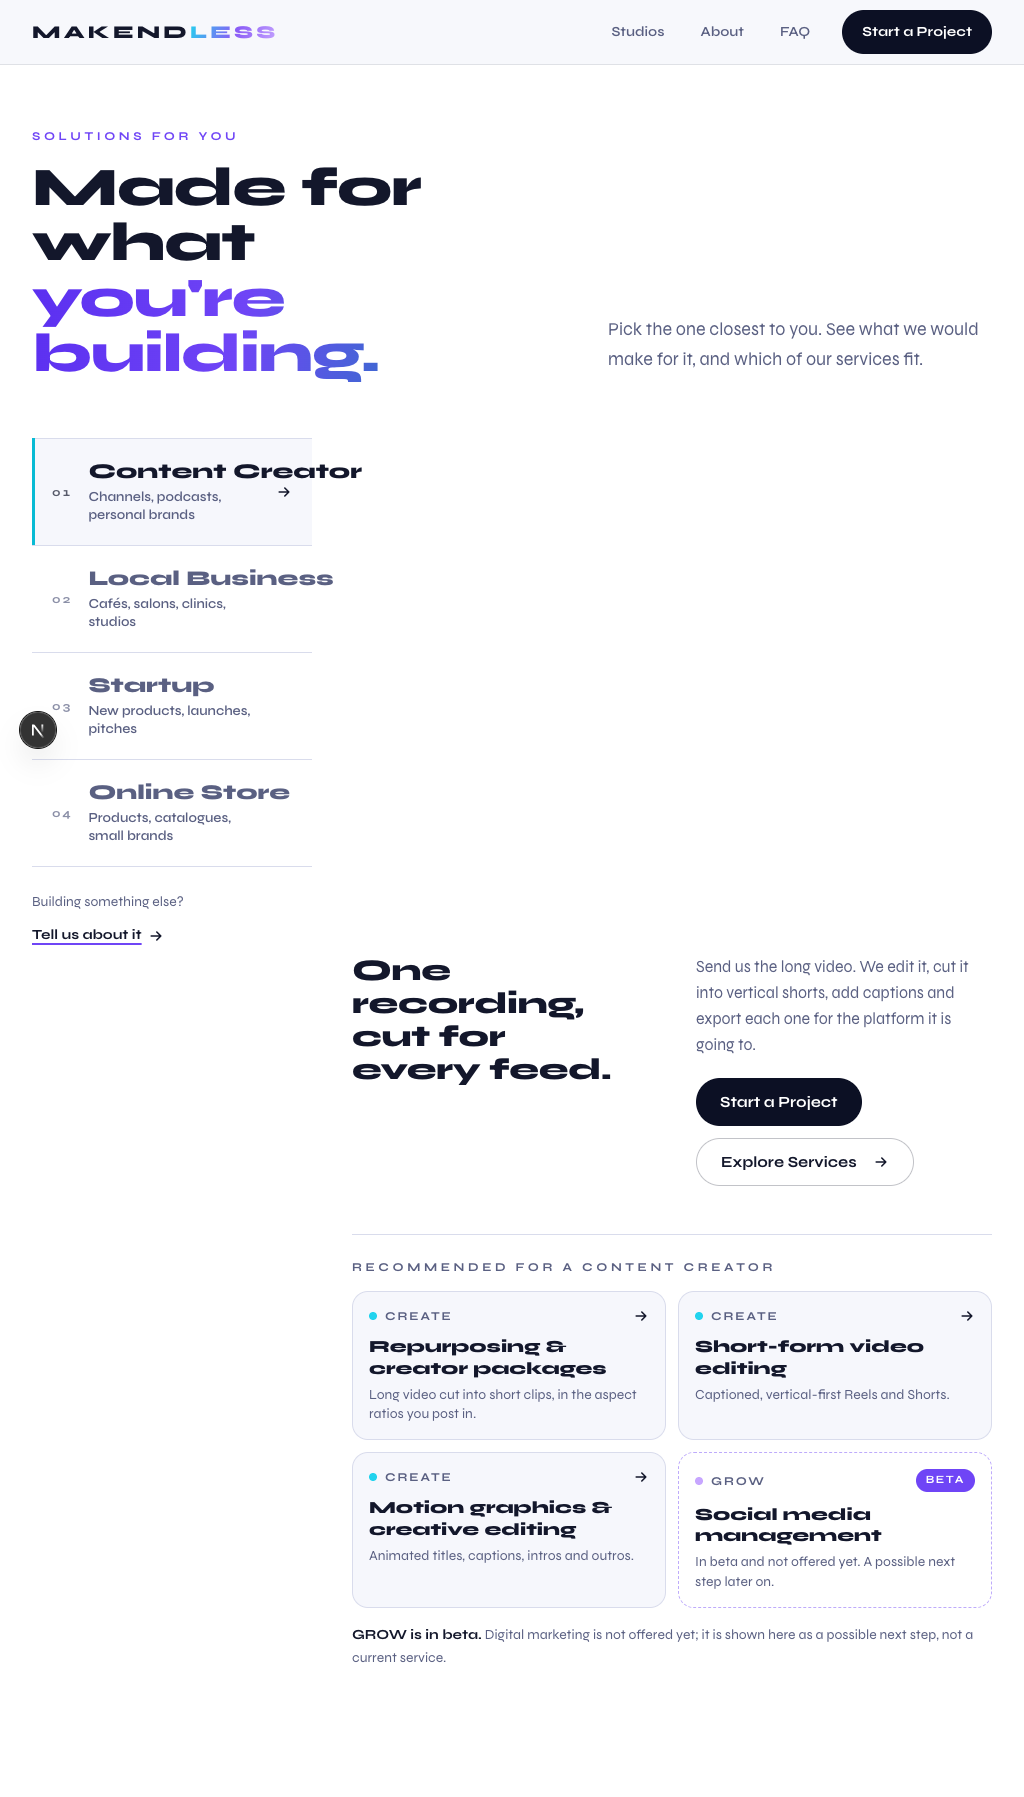 MAKENDLESS
Studios
About
FAQ
Start a Project
SOLUTIONS FOR YOU
Made for
what
you're
building.
Pick the one closest to you. See what we would
make for it, and which of our services fit.
01
Content Creator
Channels, podcasts,
personal brands
→
02
Local Business
Cafés, salons, clinics,
studios
03
Startup
New products, launches,
pitches
N
04
Online Store
Products, catalogues,
small brands
Building something else?
Tell us about it →
One
recording,
cut for
every feed.
Send us the long video. We edit it, cut it
into vertical shorts, add captions and
export each one for the platform it is
going to.
Start a Project
Explore Services →
RECOMMENDED FOR A CONTENT CREATOR
CREATE →
Repurposing &
creator packages
Long video cut into short clips, in the aspect
ratios you post in.
CREATE →
Short-form video
editing
Captioned, vertical-first Reels and Shorts.
CREATE →
Motion graphics &
creative editing
Animated titles, captions, intros and outros.
GROW
BETA
Social media
management
In beta and not offered yet. A possible next
step later on.
GROW is in beta. Digital marketing is not offered yet; it is shown here as a possible next step, not a
current service.